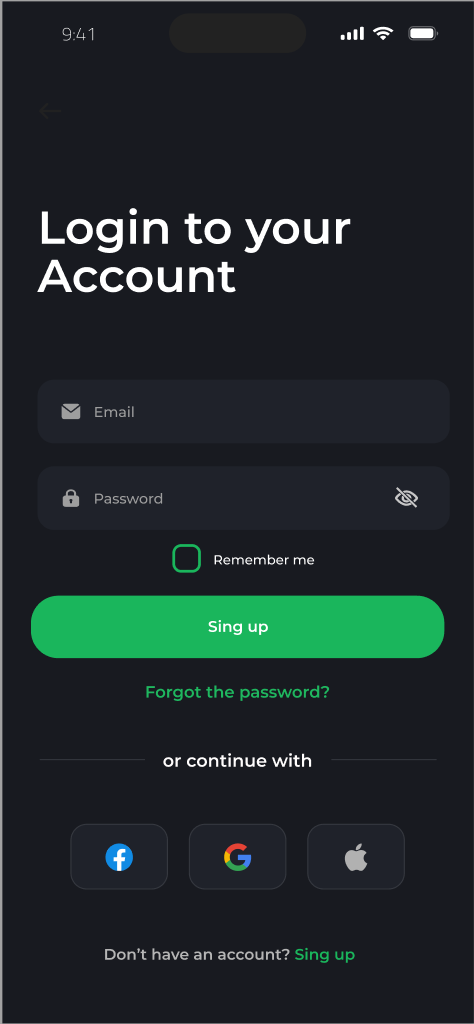 9:41
Login to your
Account
Email
Password
Remember me
Sing up
Forgot the password?
or continue with
Don't have an account? Sing up